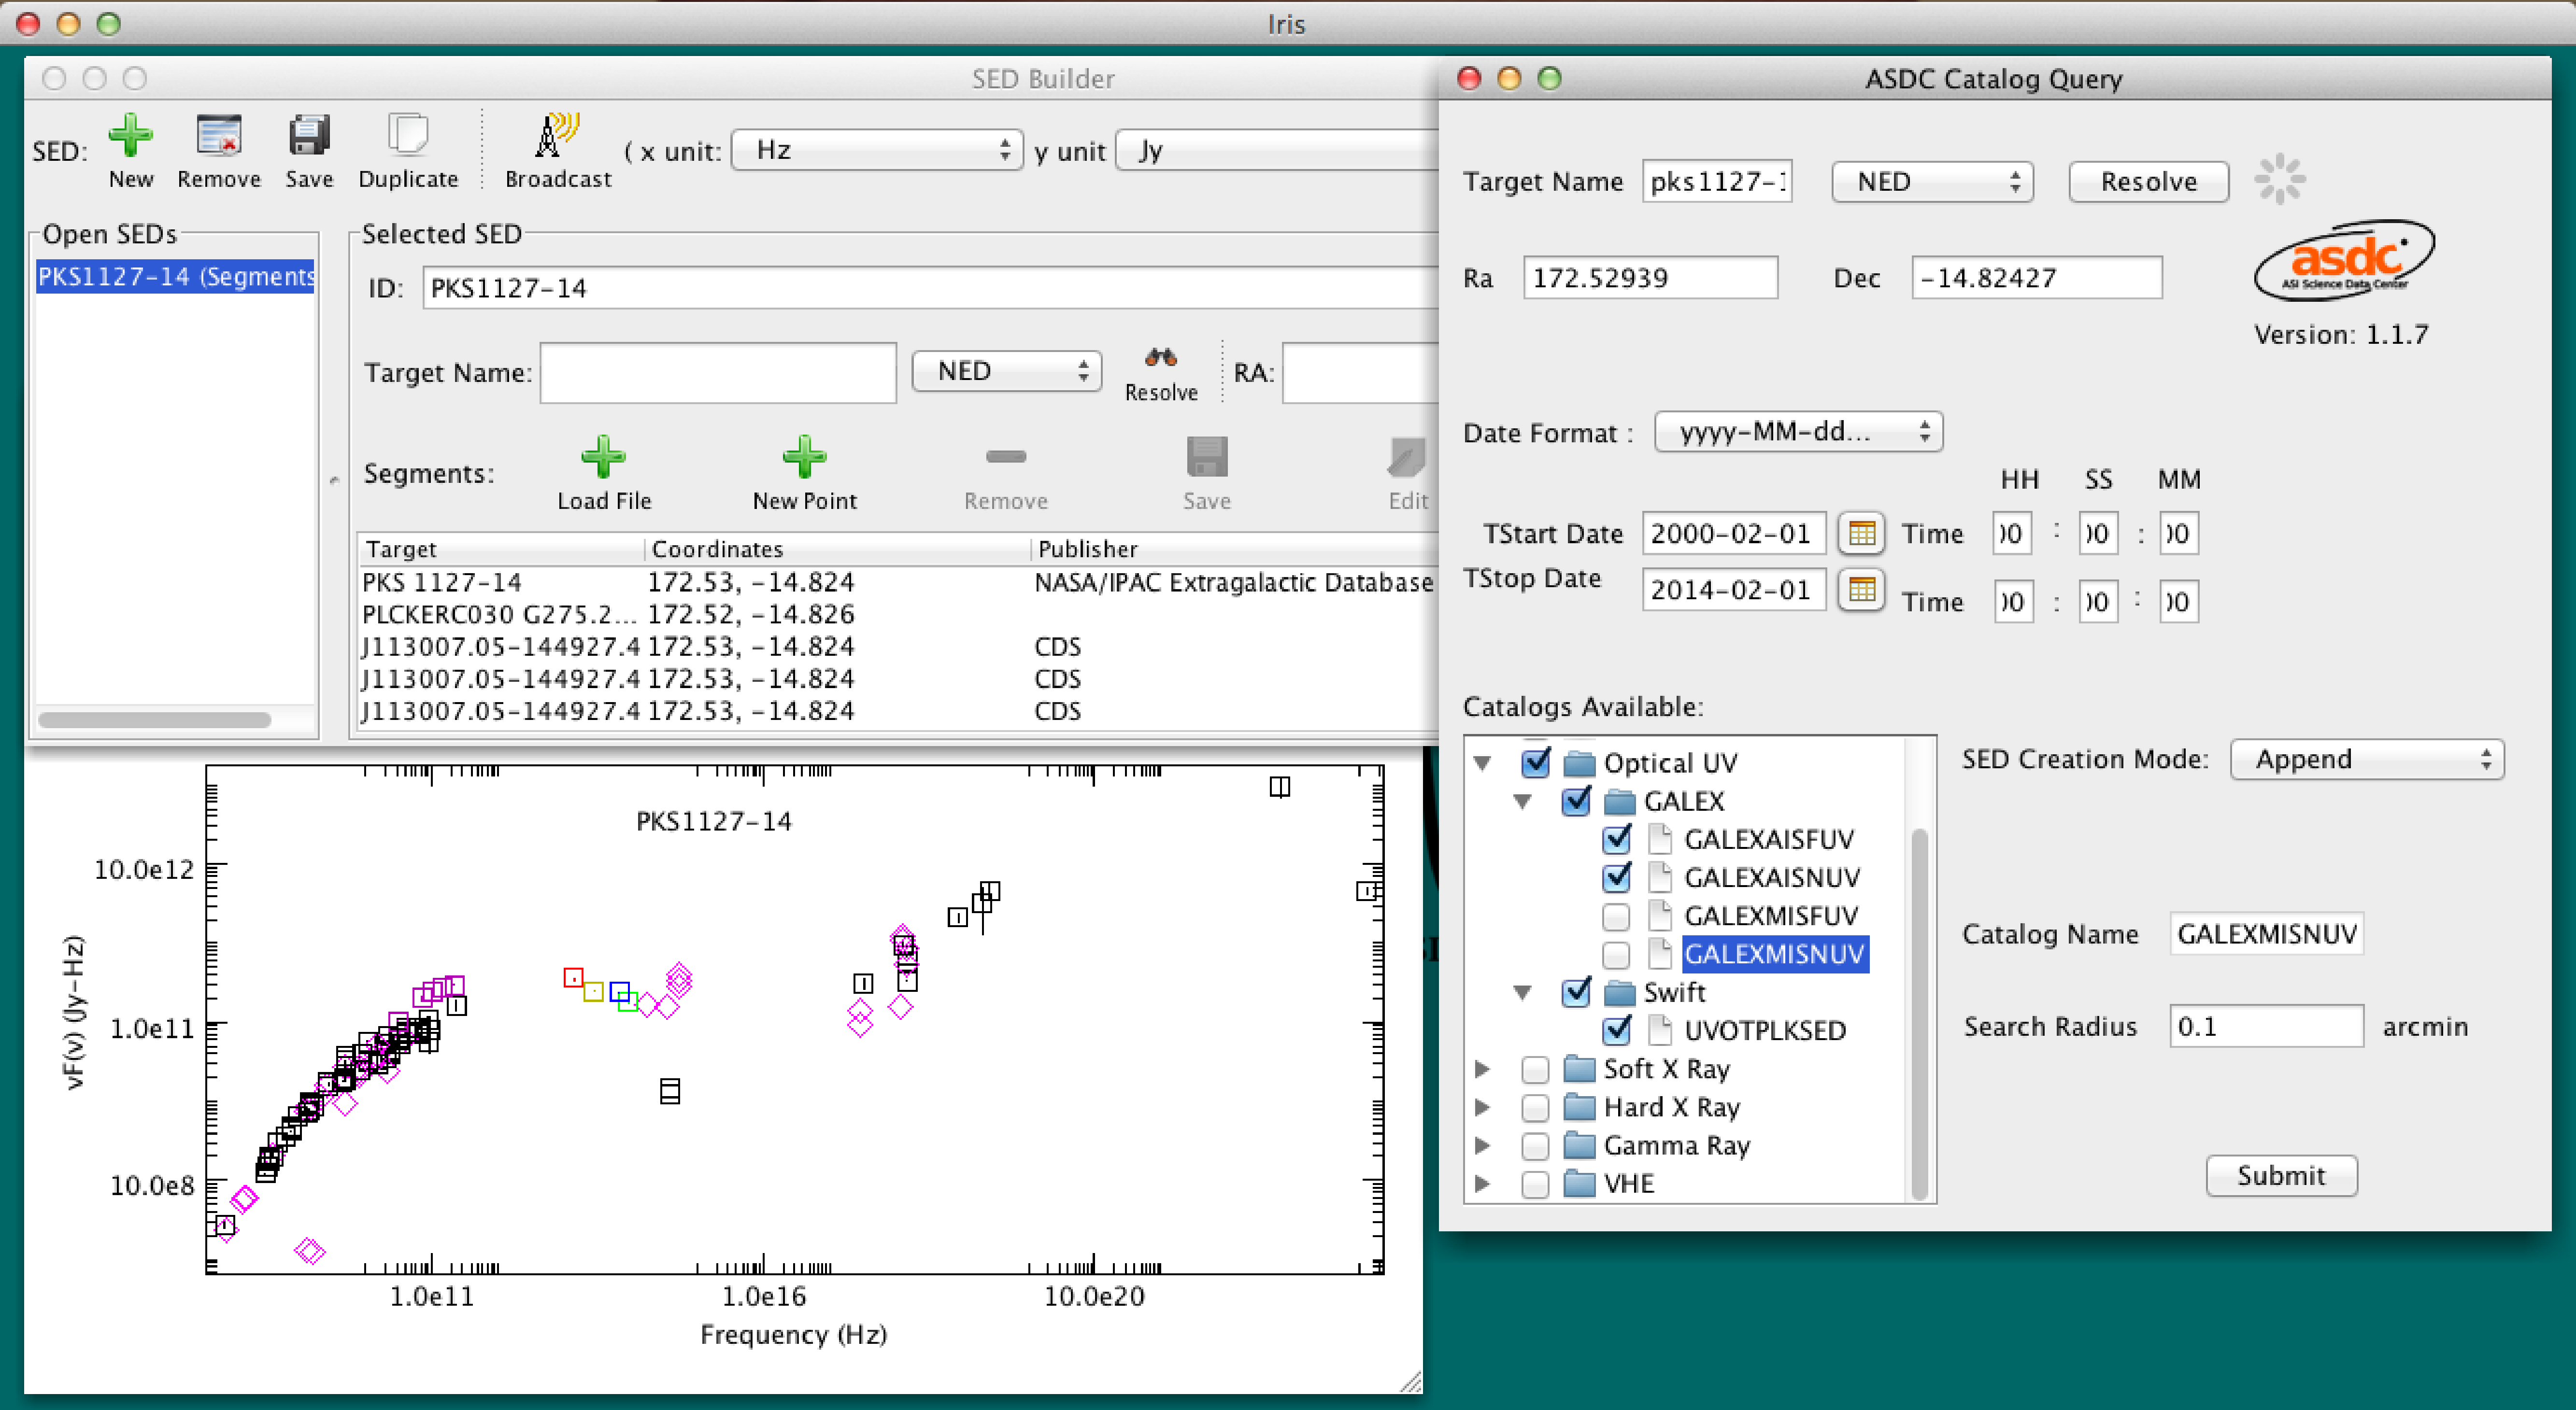 Iris
SED Builder
SED:
New
Remove
Save
Duplicate
Broadcast
( x unit: Hz
y unit Jy
Open SEDs
PKS1127-14 (Segments
Selected SED
ID: PKS1127-14
Target Name:
NED
Resolve
RA:
Segments:
Load File
New Point
Remove
Save
Edit
Target Coordinates Publisher
PKS 1127-14 172.53, -14.824 NASA/IPAC Extragalactic Database
PLCKERC030 G275.2... 172.52, -14.826
J113007.05-144927.4 172.53, -14.824 CDS
J113007.05-144927.4 172.53, -14.824 CDS
J113007.05-144927.4 172.53, -14.824 CDS
PKS1127-14
10.0e12
1.0e11
10.0e8
νF(ν) (Jy-Hz)
1.0e11
1.0e16
10.0e20
Frequency (Hz)
ASDC Catalog Query
Target Name pks1127-1 NED Resolve
Ra 172.52939 Dec -14.82427
asdc
ASI Science Data Center
Version: 1.1.7
Date Format : yyyy-MM-dd...
HH SS MM
TStart Date 2000-02-01 Time 00 : 00 : 00
TStop Date 2014-02-01 Time 00 : 00 : 00
Catalogs Available:
Optical UV
GALEX
GALEXAISFUV
GALEXAISNUV
GALEXMISFUV
GALEXMISNUV
Swift
UVOTPLKSED
Soft X Ray
Hard X Ray
Gamma Ray
VHE
SED Creation Mode: Append
Catalog Name GALEXMISNUV
Search Radius 0.1 arcmin
Submit